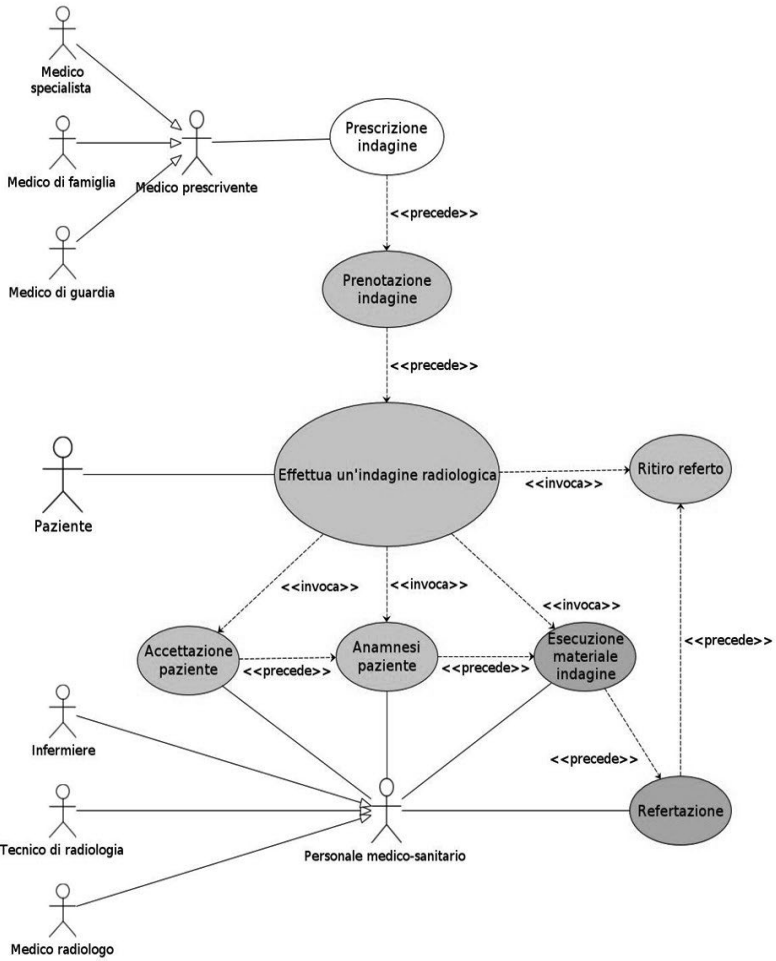 Medico
specialista
Prescrizione
indagine
Medico di famiglia
Medico prescrivente
<<precede>>
Medico di guardia
Prenotazione
indagine
<<precede>>
Effettua un'indagine radiologica
Ritiro referto
<<invoca>>
Paziente
<<invoca>>
<<invoca>>
<<invoca>>
Accettazione
paziente
Anamnesi
paziente
Esecuzione
materiale
indagine
<<precede>>
<<precede>>
<<precede>>
Infermiere
<<precede>>
Refertazione
Tecnico di radiologia
Personale medico-sanitario
Medico radiologo